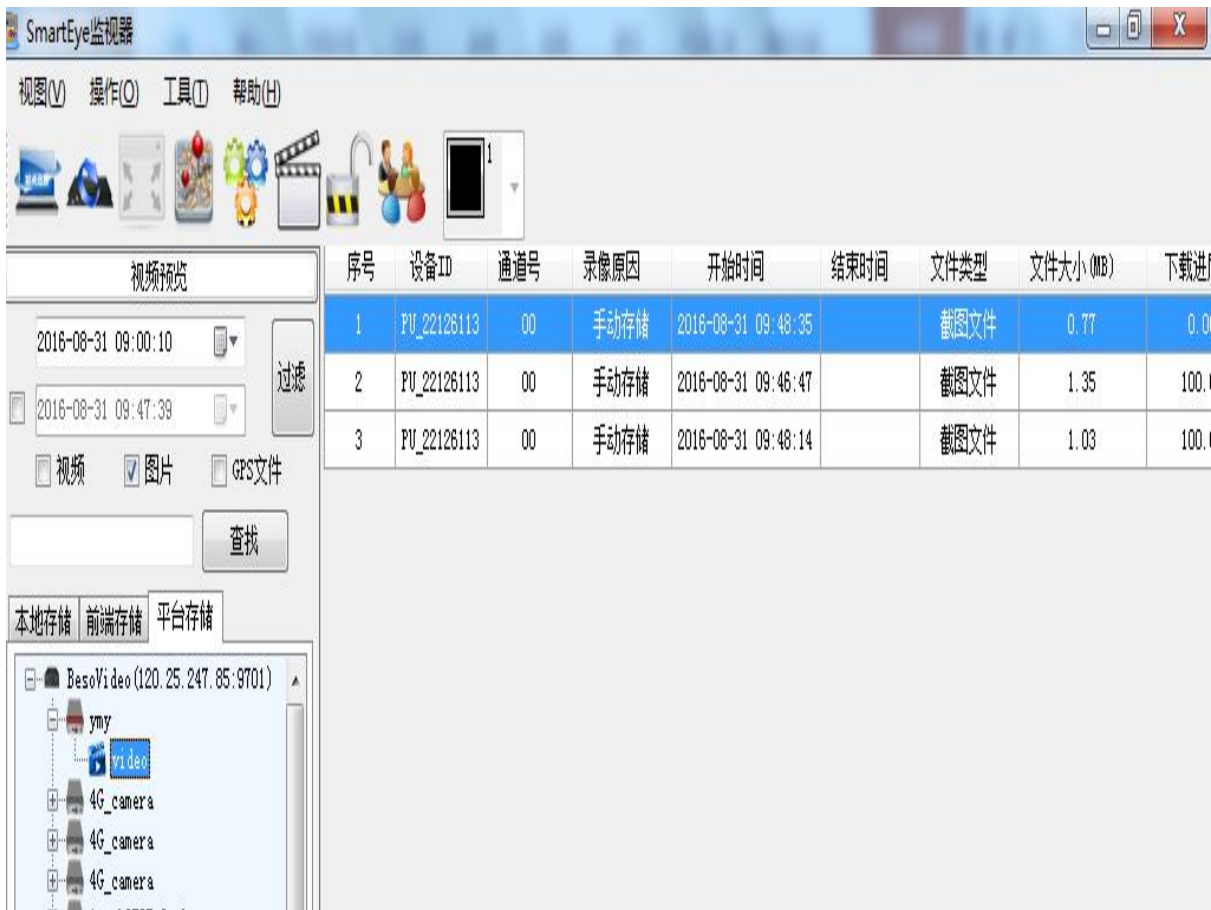 SmartEye监视器
视图(V) 操作(O) 工具(T) 帮助(H)
1
视频预览
2016-08-31 09:00:10
过滤
2016-08-31 09:47:39
视频 图片 GPS文件
查找
本地存储 前端存储 平台存储
BesoVideo(120.25.247.85:9701)
ymy
video
4G_camera
4G_camera
4G_camera
序号 设备ID 通道号 录像原因 开始时间 结束时间 文件类型 文件大小(MB) 下载进
1 PU_22126113 00 手动存储 2016-08-31 09:48:35 截图文件 0.77 0.0
2 PU_22126113 00 手动存储 2016-08-31 09:46:47 截图文件 1.35 100.
3 PU_22126113 00 手动存储 2016-08-31 09:48:14 截图文件 1.03 100.